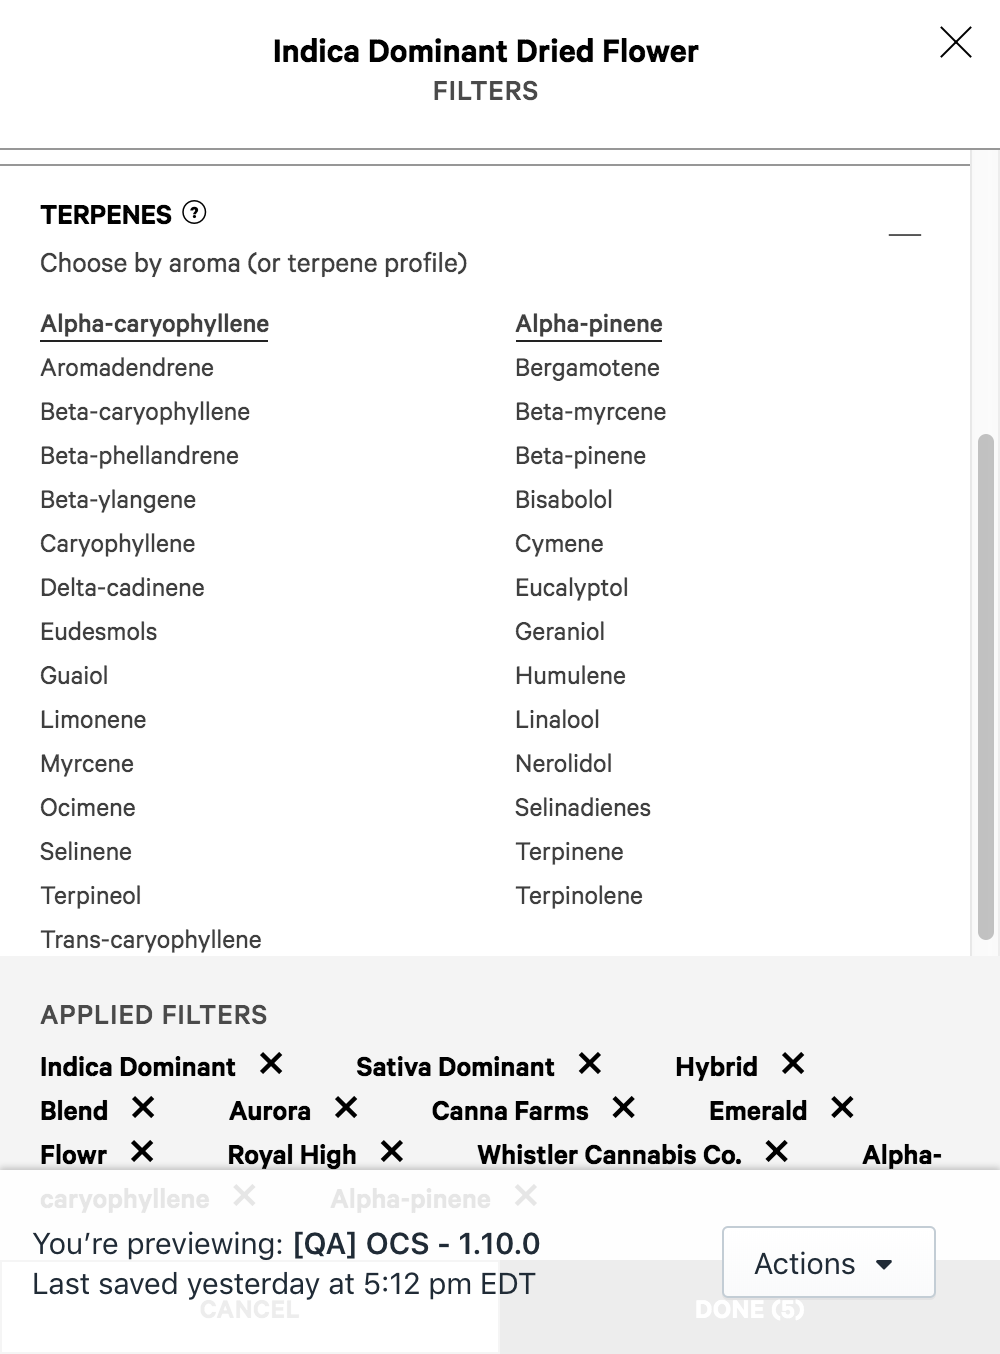 Indica Dominant Dried Flower
FILTERS
TERPENES ?
Choose by aroma (or terpene profile)
Alpha-caryophyllene Alpha-pinene
Aromadendrene Bergamotene
Beta-caryophyllene Beta-myrcene
Beta-phellandrene Beta-pinene
Beta-ylangene Bisabolol
Caryophyllene Cymene
Delta-cadinene Eucalyptol
Eudesmols Geraniol
Guaiol Humulene
Limonene Linalool
Myrcene Nerolidol
Ocimene Selinadienes
Selinene Terpinene
Terpineol Terpinolene
Trans-caryophyllene
APPLIED FILTERS
Indica Dominant Sativa Dominant Hybrid
Blend Aurora Canna Farms Emerald
Flowr Royal High Whistler Cannabis Co. Alpha-
caryophyllene Alpha-pinene
You're previewing: [QA] OCS - 1.10.0
Last saved yesterday at 5:12 pm EDT
Actions
CANCEL DONE (5)